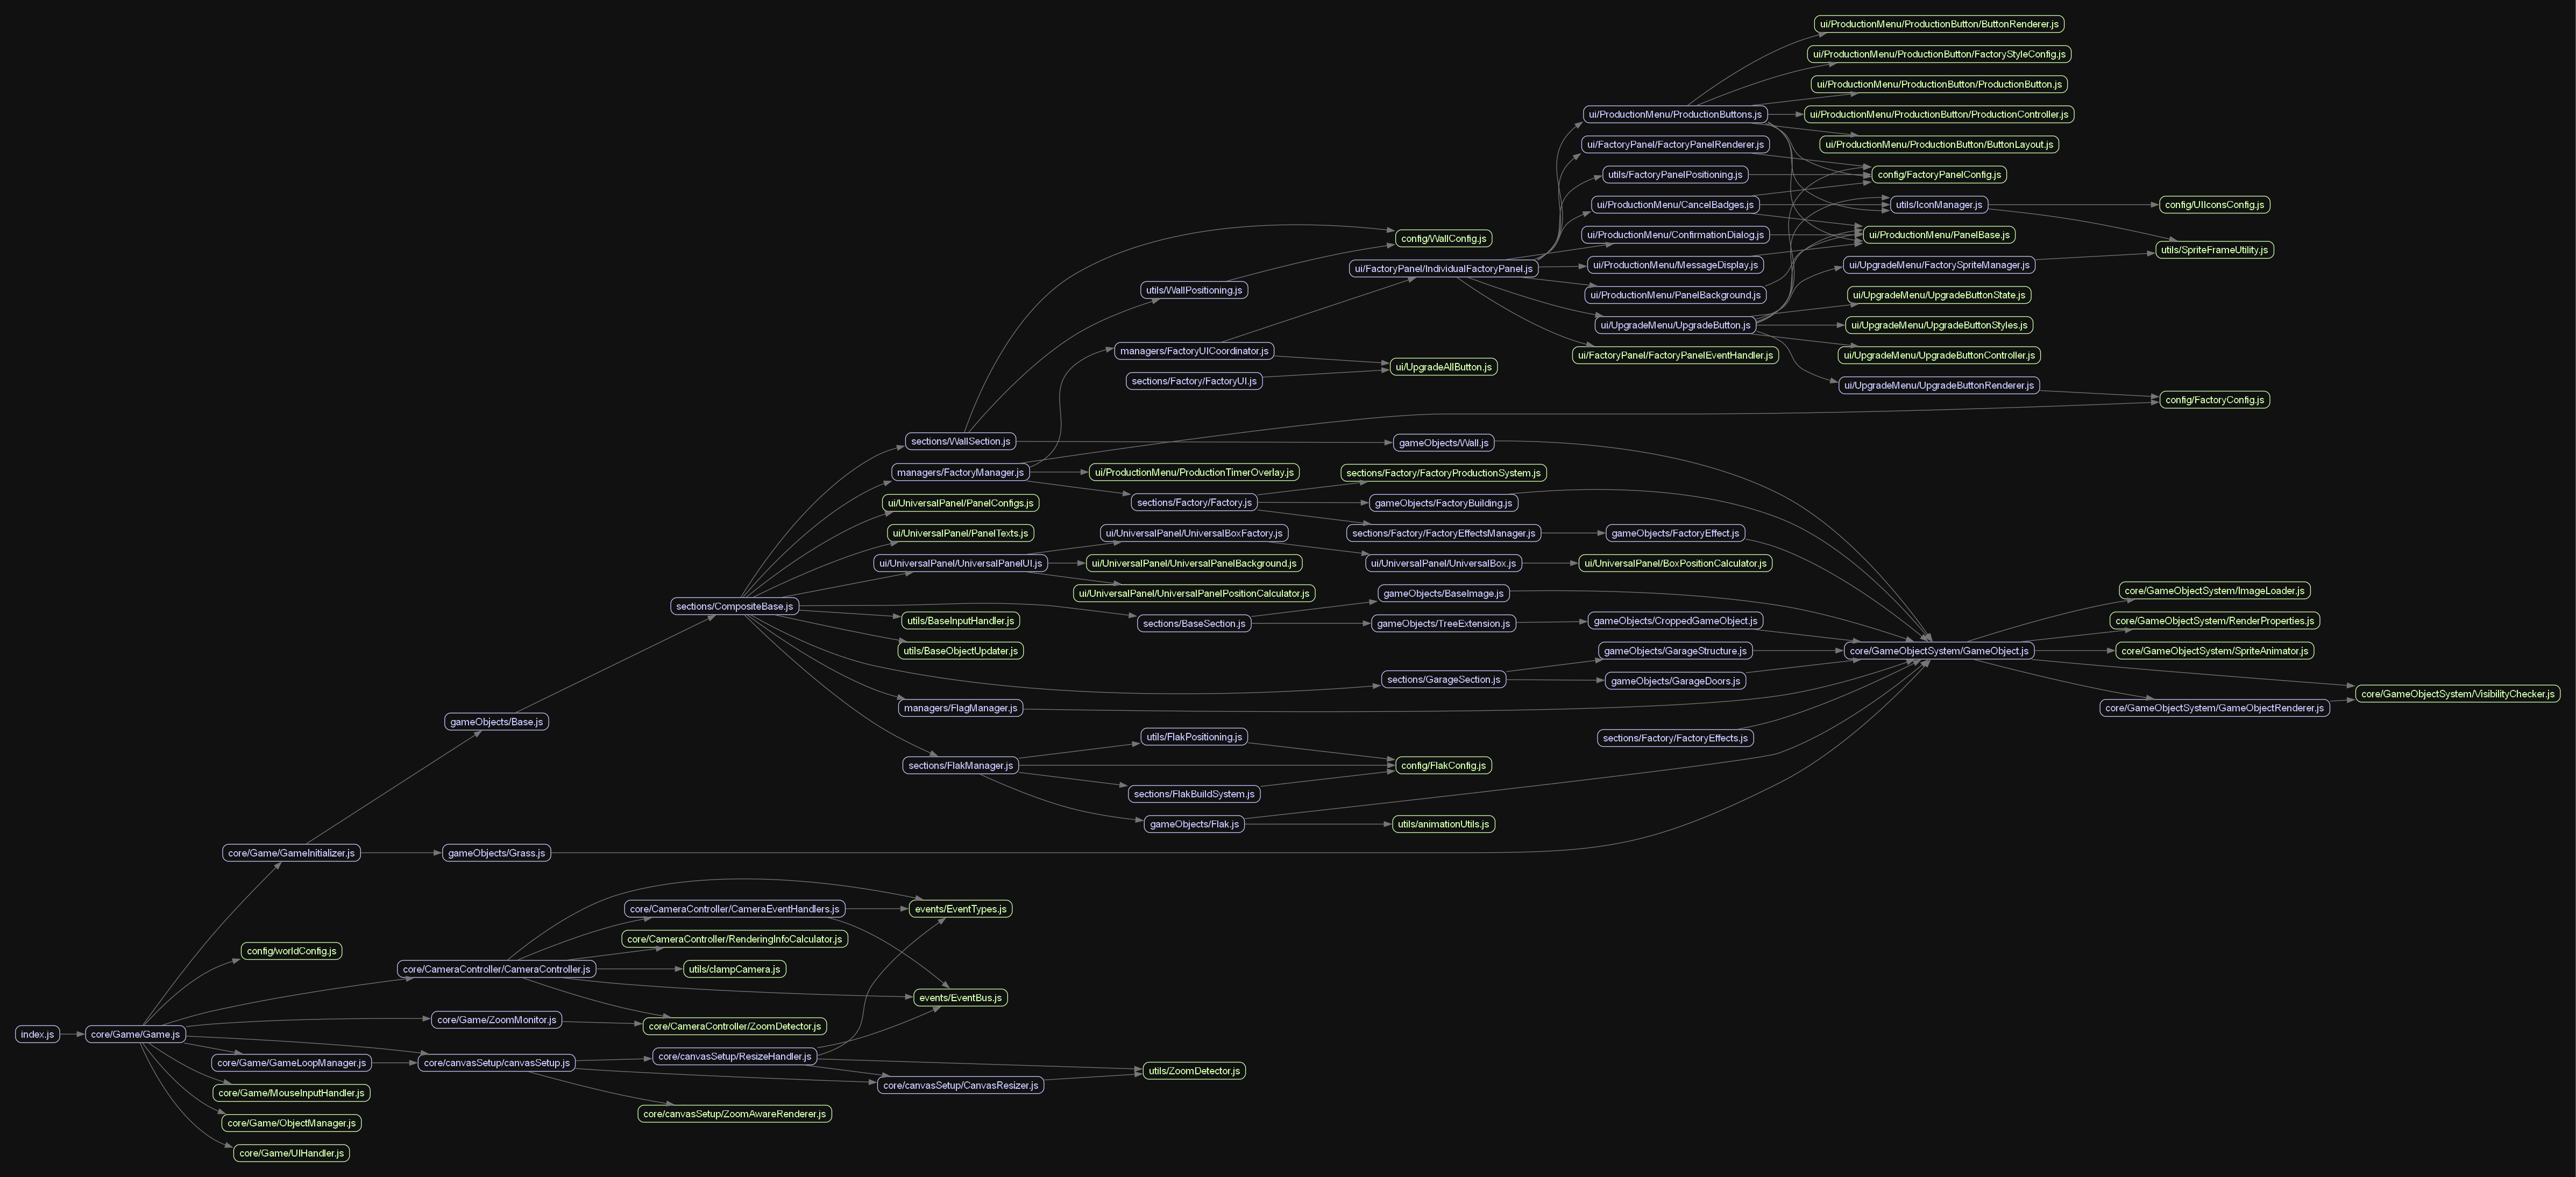 ui/ProductionMenu/ProductionButton/ButtonRenderer.js
ui/ProductionMenu/ProductionButton/FactoryStyleConfig.js
ui/ProductionMenu/ProductionButton/ProductionButton.js
ui/ProductionMenu/ProductionButtons.js
ui/ProductionMenu/ProductionButton/ProductionController.js
ui/FactoryPanel/FactoryPanelRenderer.js
ui/ProductionMenu/ProductionButton/ButtonLayout.js
utils/FactoryPanelPositioning.js
config/FactoryPanelConfig.js
ui/ProductionMenu/CancelBadges.js
utils/IconManager.js
config/UIIconsConfig.js
config/WallConfig.js
ui/ProductionMenu/ConfirmationDialog.js
ui/ProductionMenu/PanelBase.js
utils/SpriteFrameUtility.js
ui/FactoryPanel/IndividualFactoryPanel.js
ui/ProductionMenu/MessageDisplay.js
ui/UpgradeMenu/FactorySpriteManager.js
utils/WallPositioning.js
ui/ProductionMenu/PanelBackground.js
ui/UpgradeMenu/UpgradeButtonState.js
ui/UpgradeMenu/UpgradeButton.js
ui/UpgradeMenu/UpgradeButtonStyles.js
managers/FactoryUICoordinator.js
ui/FactoryPanel/FactoryPanelEventHandler.js
ui/UpgradeMenu/UpgradeButtonController.js
sections/Factory/FactoryUI.js
ui/UpgradeAllButton.js
ui/UpgradeMenu/UpgradeButtonRenderer.js
config/FactoryConfig.js
sections/WallSection.js
gameObjects/Wall.js
managers/FactoryManager.js
ui/ProductionMenu/ProductionTimerOverlay.js
sections/Factory/FactoryProductionSystem.js
ui/UniversalPanel/PanelConfigs.js
sections/Factory/Factory.js
gameObjects/FactoryBuilding.js
ui/UniversalPanel/PanelTexts.js
ui/UniversalPanel/UniversalBoxFactory.js
sections/Factory/FactoryEffectsManager.js
gameObjects/FactoryEffect.js
ui/UniversalPanel/UniversalPanelUI.js
ui/UniversalPanel/UniversalPanelBackground.js
ui/UniversalPanel/UniversalBox.js
ui/UniversalPanel/BoxPositionCalculator.js
ui/UniversalPanel/UniversalPanelPositionCalculator.js
gameObjects/BaseImage.js
core/GameObjectSystem/ImageLoader.js
sections/CompositeBase.js
utils/BaseInputHandler.js
sections/BaseSection.js
gameObjects/TreeExtension.js
gameObjects/CroppedGameObject.js
core/GameObjectSystem/RenderProperties.js
utils/BaseObjectUpdater.js
gameObjects/GarageStructure.js
core/GameObjectSystem/GameObject.js
core/GameObjectSystem/SpriteAnimator.js
sections/GarageSection.js
gameObjects/GarageDoors.js
core/GameObjectSystem/VisibilityChecker.js
managers/FlagManager.js
core/GameObjectSystem/GameObjectRenderer.js
gameObjects/Base.js
utils/FlakPositioning.js
sections/Factory/FactoryEffects.js
sections/FlakManager.js
config/FlakConfig.js
sections/FlakBuildSystem.js
gameObjects/Flak.js
utils/animationUtils.js
core/Game/GameInitializer.js
gameObjects/Grass.js
core/CameraController/CameraEventHandlers.js
events/EventTypes.js
config/worldConfig.js
core/CameraController/RenderingInfoCalculator.js
core/CameraController/CameraController.js
utils/clampCamera.js
events/EventBus.js
index.js
core/Game/Game.js
core/Game/ZoomMonitor.js
core/CameraController/ZoomDetector.js
core/Game/GameLoopManager.js
core/canvasSetup/canvasSetup.js
core/canvasSetup/ResizeHandler.js
utils/ZoomDetector.js
core/Game/MouseInputHandler.js
core/canvasSetup/CanvasResizer.js
core/Game/ObjectManager.js
core/canvasSetup/ZoomAwareRenderer.js
core/Game/UIHandler.js